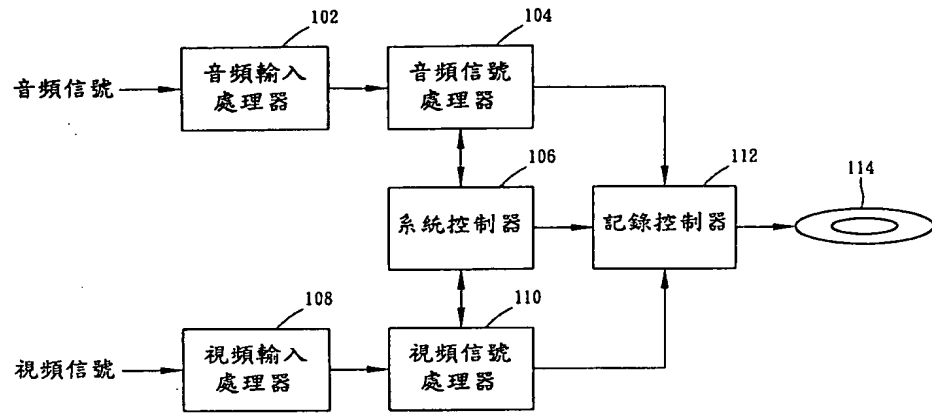 102
104
音頻信號
音頻輸入
處理器
音頻信號
處理器
106
112
114
系統控制器
記錄控制器
108
110
視頻信號
視頻輸入
處理器
視頻信號
處理器